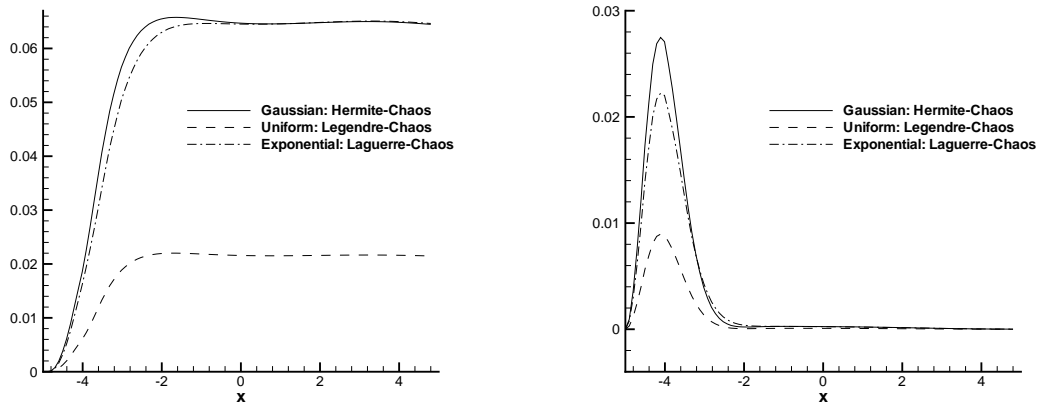 0.06
0.05
0.04
0.03
0.02
0.01
0
-4
-2
0
2
4
x
Gaussian: Hermite-Chaos
Uniform: Legendre-Chaos
Exponential: Laguerre-Chaos
0.03
0.02
0.01
0
-4
-2
0
2
4
x
Gaussian: Hermite-Chaos
Uniform: Legendre-Chaos
Exponential: Laguerre-Chaos